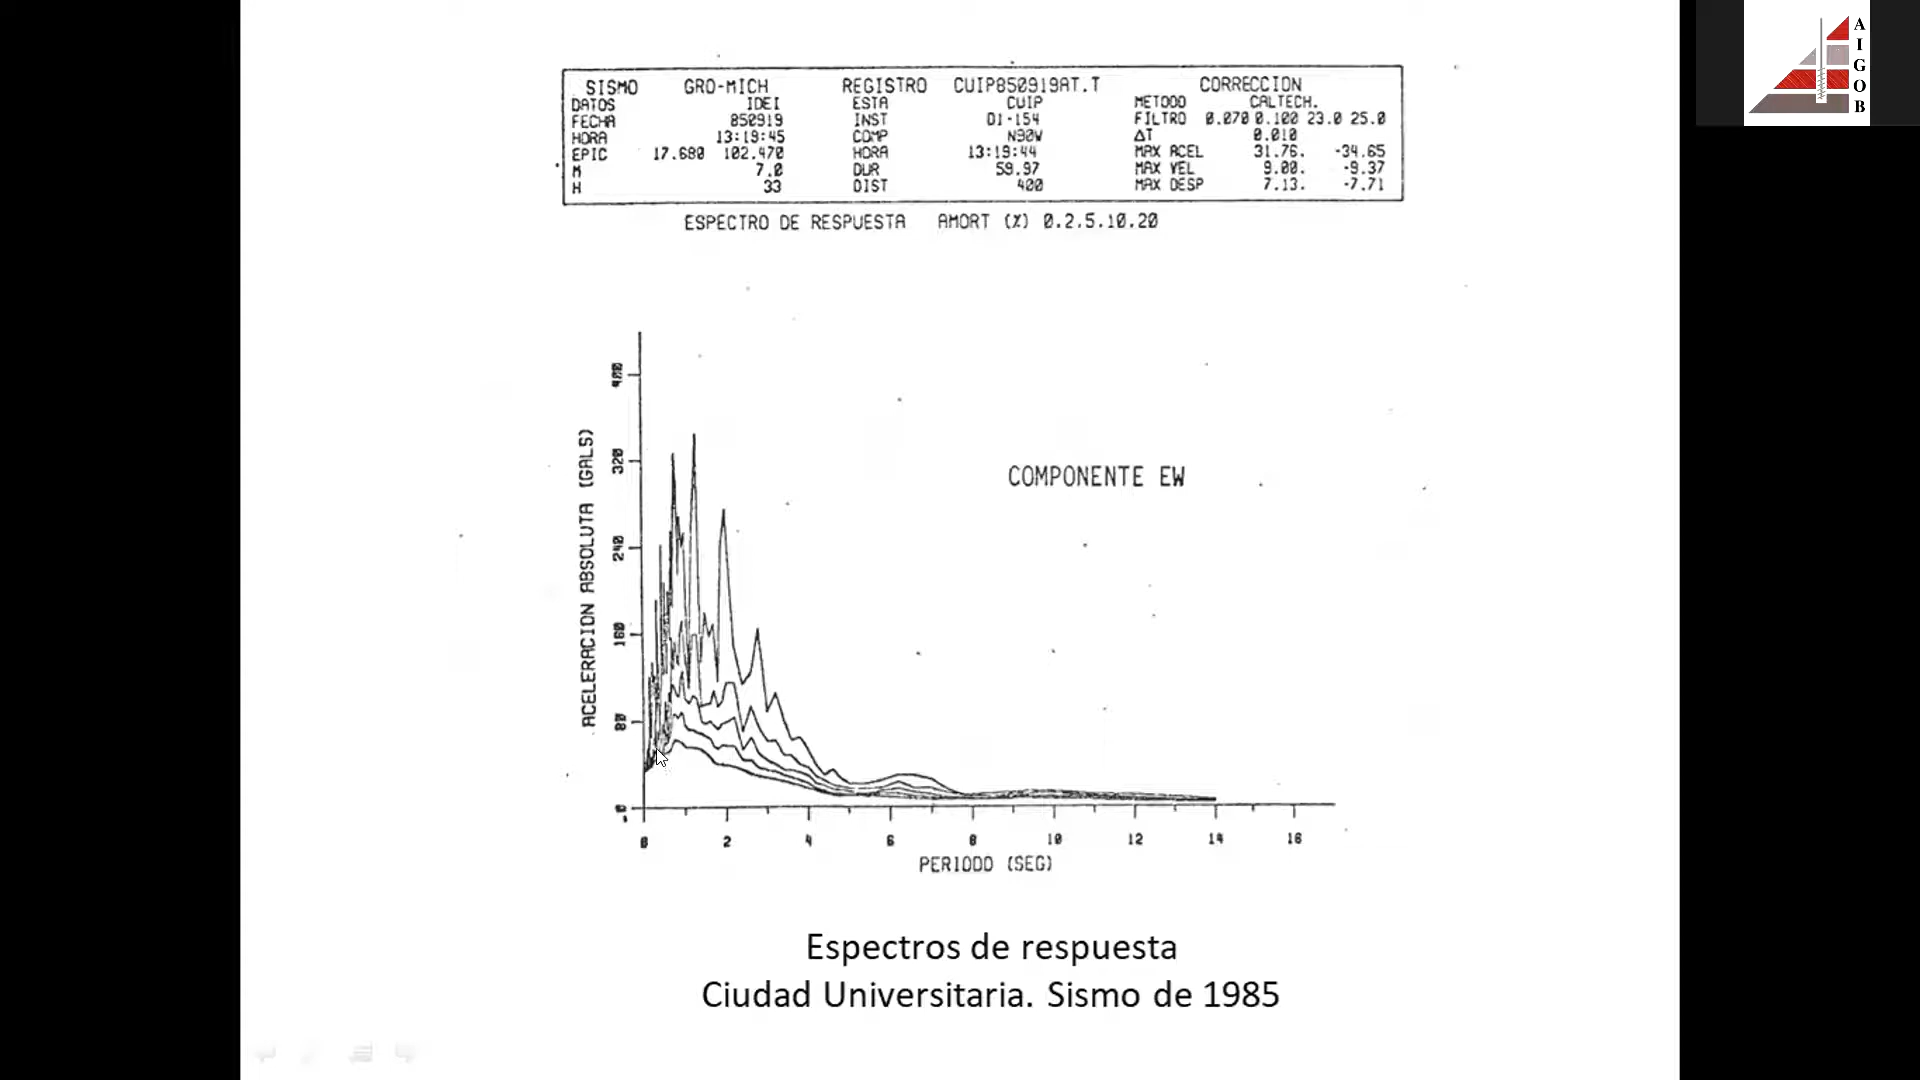 SISMO GRO-MICH REGISTRO CUIP850919AT.T CORRECCION
DATOS IDEI ESTA CUIP METODO CALTECH.
FECHA 850919 INST DI-154 FILTRO 0.070 0.100 23.0 25.0
HORA 13:19:45 COMP N90W ΔT 0.010
EPIC 17.680 102.470 HORA 13:19:44 MAX ACEL 31.76. -34.65
M 7.0 DUR 59.97 MAX VEL 9.00. -9.37
H 33 DIST 400 MAX DESP 7.13. -7.71
ESPECTRO DE RESPUESTA AMORT (%) 0.2.5.10.20
ACELERACION ABSOLUTA (GALS)
400
320
240
160
80
0
COMPONENTE EW
0 2 4 6 8 10 12 14 16
PERIODO (SEG)
Espectros de respuesta
Ciudad Universitaria. Sismo de 1985
AIGOB